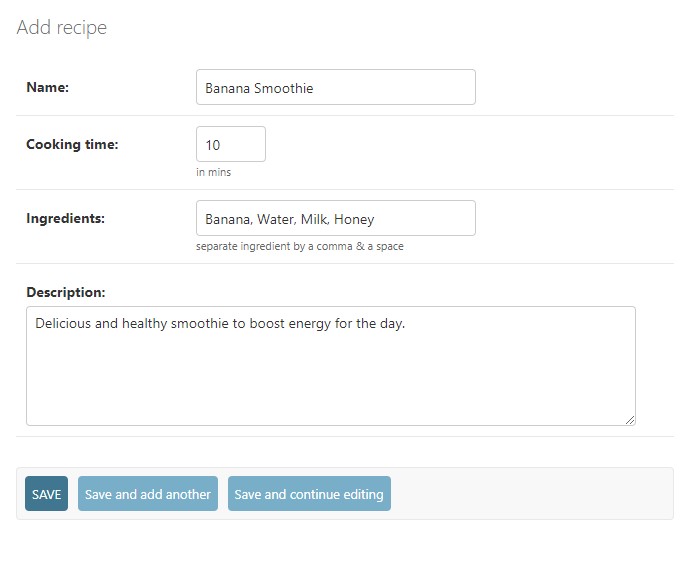 Add recipe
Name:
Banana Smoothie
Cooking time:
10
in mins
Ingredients:
Banana, Water, Milk, Honey
separate ingredient by a comma & a space
Description:
Delicious and healthy smoothie to boost energy for the day.
SAVE
Save and add another
Save and continue editing